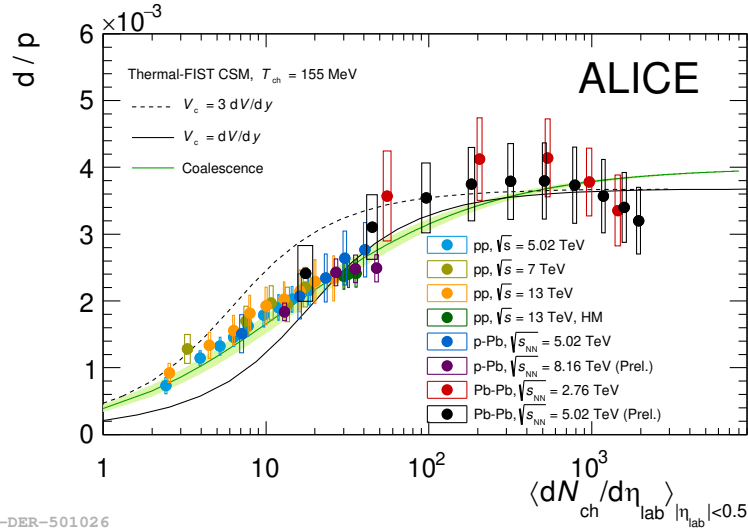 ×10⁻³
d / p
6
5
4
3
2
1
0
Thermal-FIST CSM, T_ch = 155 MeV
V_c = 3 dV/dy
V_c = dV/dy
Coalescence
ALICE
pp, √s = 5.02 TeV
pp, √s = 7 TeV
pp, √s = 13 TeV
pp, √s = 13 TeV, HM
p-Pb, √s_NN = 5.02 TeV
p-Pb, √s_NN = 8.16 TeV (Prel.)
Pb-Pb, √s_NN = 2.76 TeV
Pb-Pb, √s_NN = 5.02 TeV (Prel.)
1 10 10² 10³
⟨dN_ch/dη_lab⟩_|η_lab|<0.5
-DER-501026